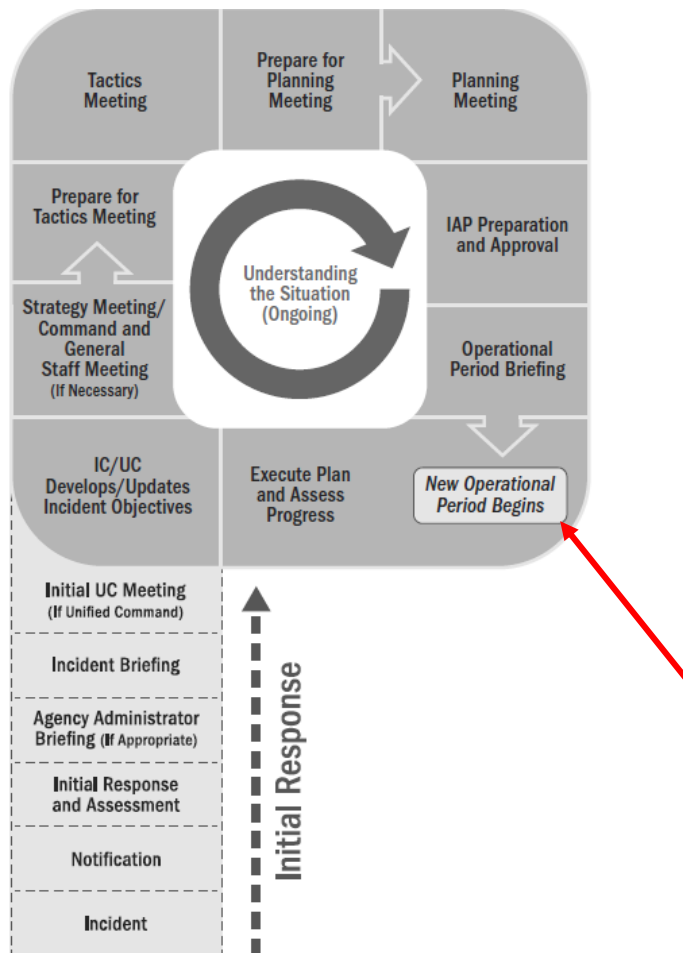 Tactics
Meeting
Prepare for
Planning
Meeting
Planning
Meeting
Prepare for
Tactics Meeting
Understanding
the Situation
(Ongoing)
IAP Preparation
and Approval
Strategy Meeting/
Command and
General
Staff Meeting
(If Necessary)
Operational
Period Briefing
IC/UC
Develops/Updates
Incident Objectives
Execute Plan
and Assess
Progress
New Operational
Period Begins
Initial UC Meeting
(If Unified Command)
Incident Briefing
Agency Administrator
Briefing (If Appropriate)
Initial Response
and Assessment
Notification
Incident
Initial Response